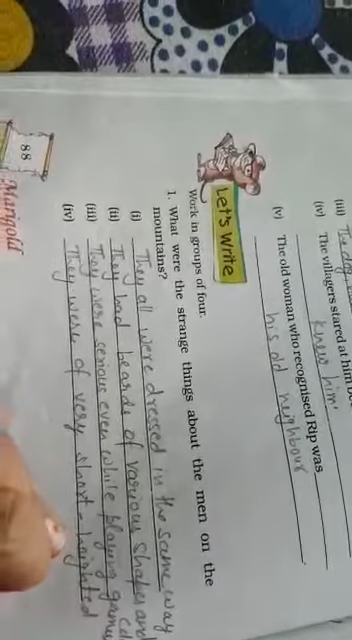 (iii) The dog
(iv) The villagers stared at him be
knew him.
(v) The old woman who recognised Rip was
his old neighbour.
Let's Write
Work in groups of four.
1. What were the strange things about the men on the
mountains?
(i) They all were dressed in the same way
(ii) They had beards of various shapes and
(iii) They were serious even while playing games
(iv) They were of very short-heighted
88
Marigold